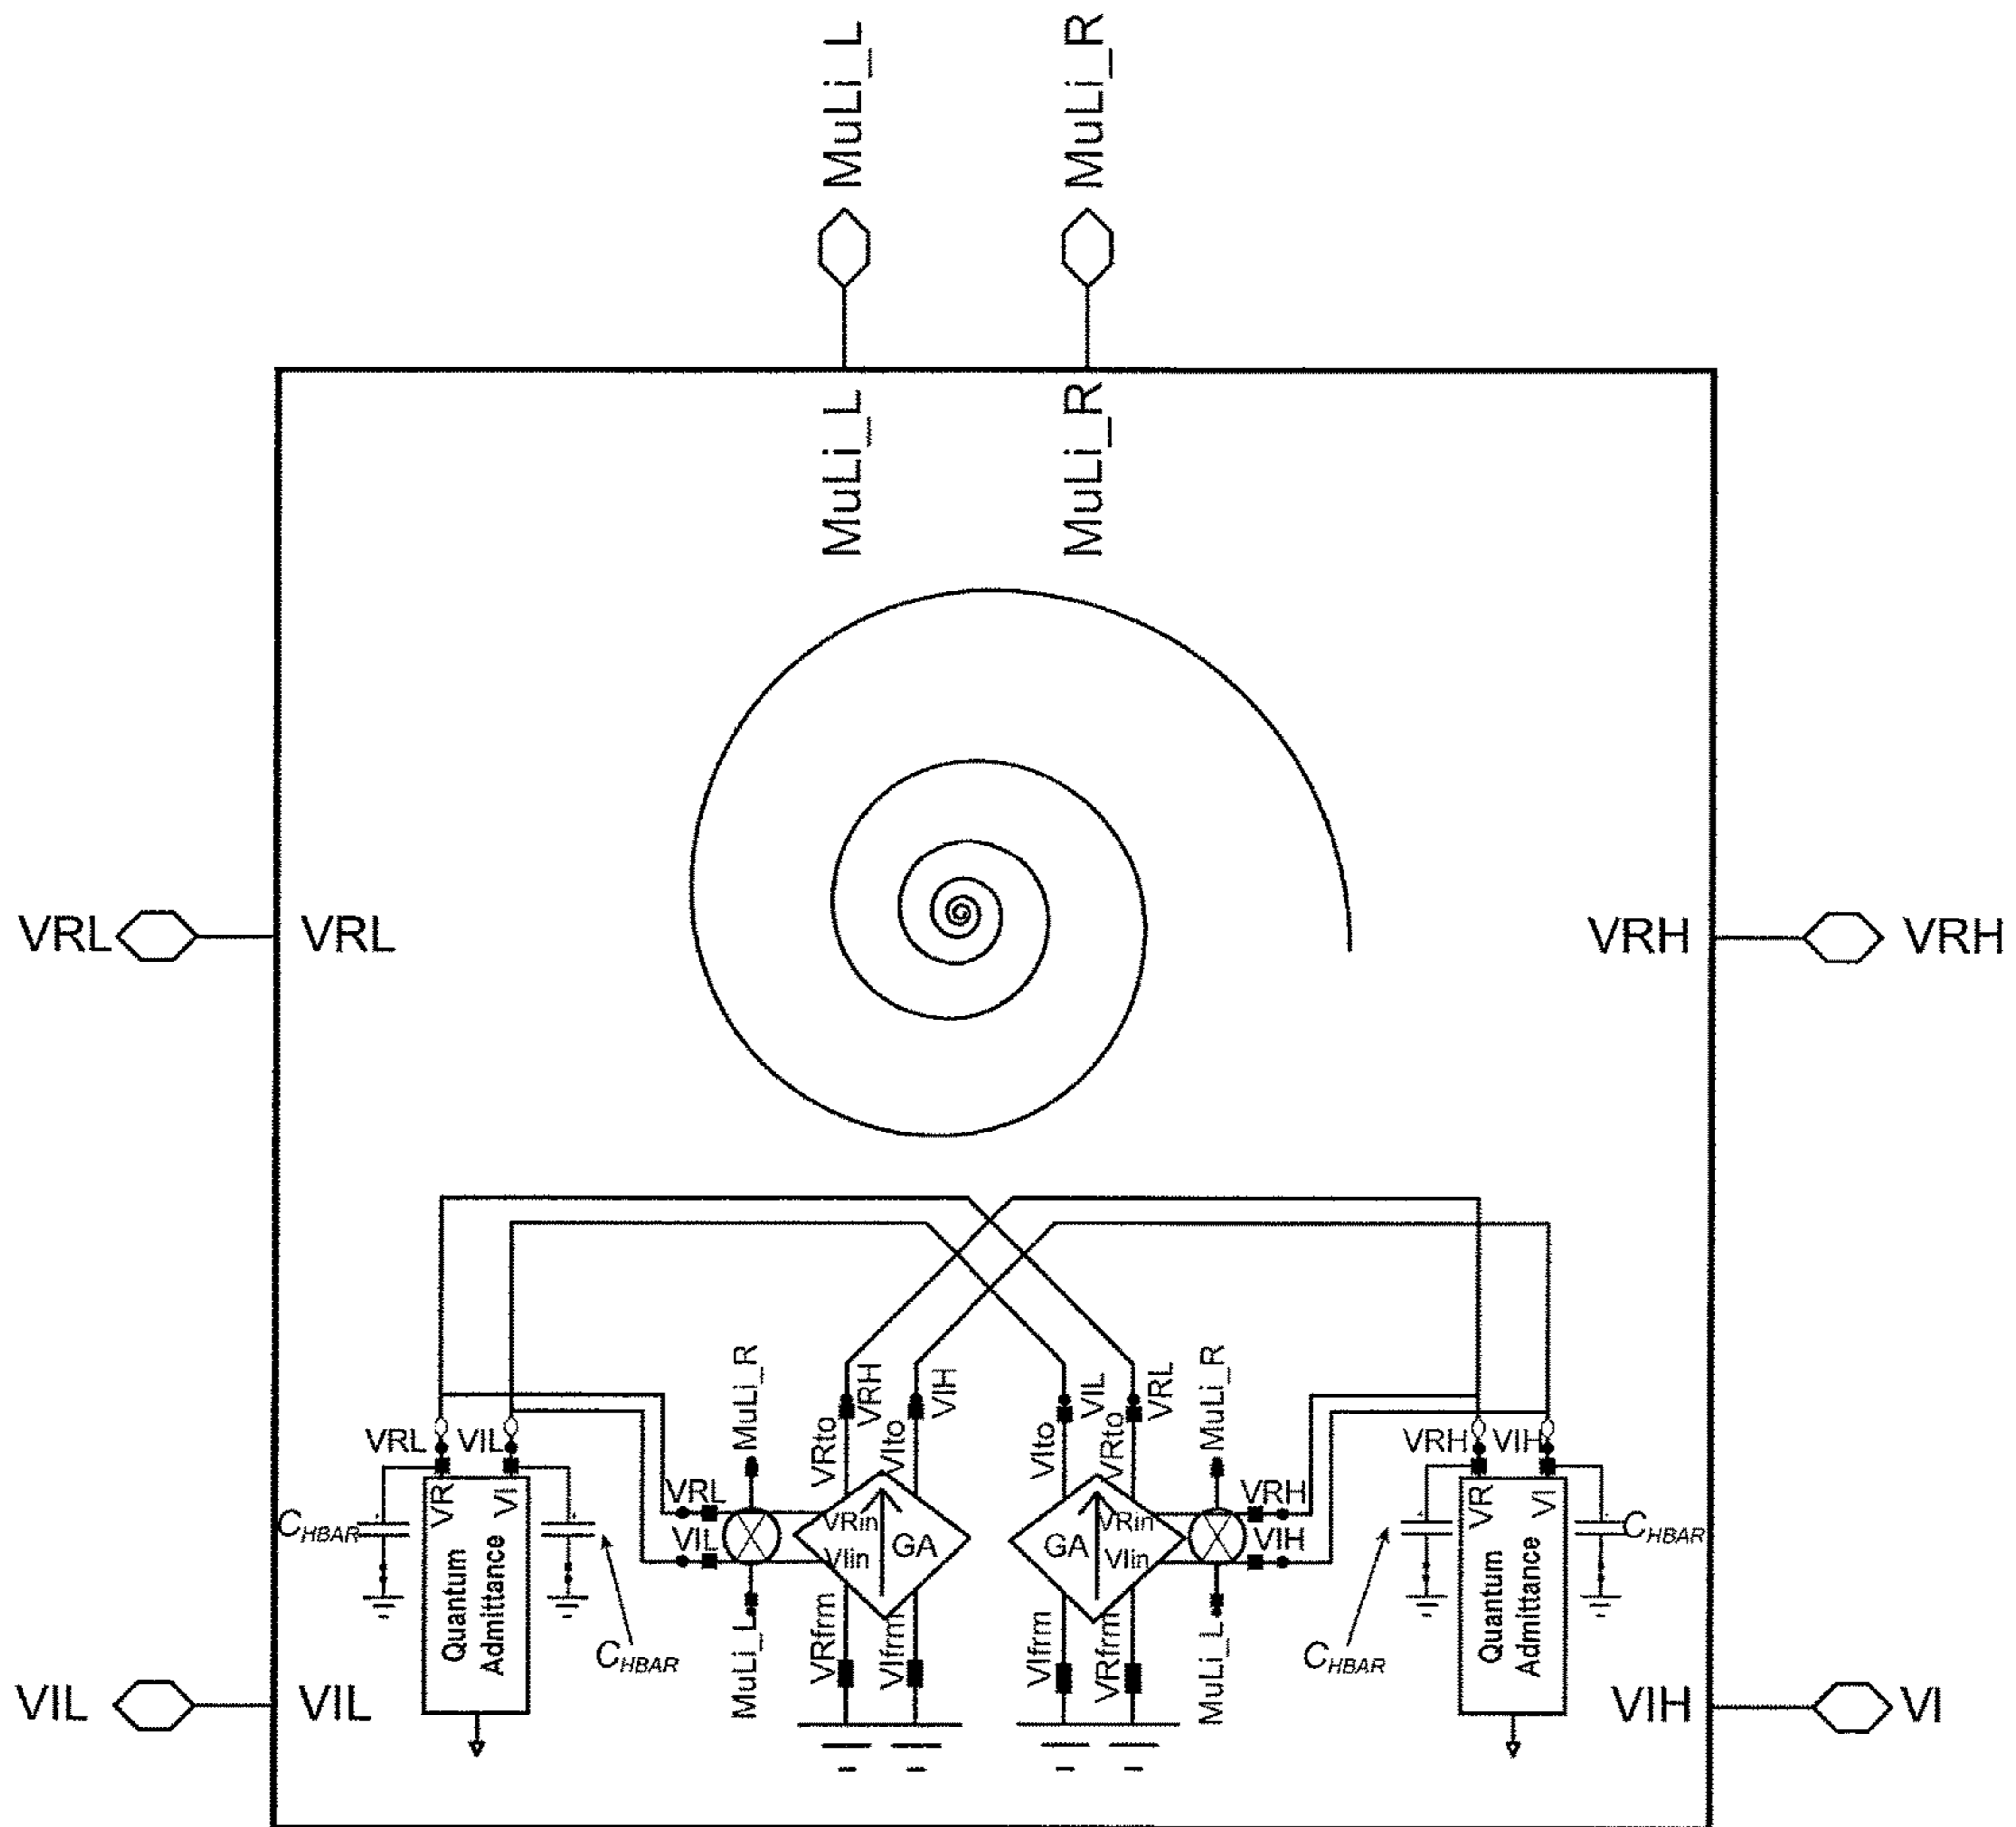 MuLi_L
MuLi_R
MuLi_L
MuLi_R
VRL
VRL
VRH
VRH
MuLi_R
VRH
VIH
VIL
VRL
MuLi_R
VRto
VIto
VIto
VRto
VRL
VIL
VRH
VIH
VR
VI
VRL
VIL
VRin
VIin
GA
GA
VRin
VIin
VRH
VIH
VR
VI
CHBAR
CHBAR
CHBAR
CHBAR
Quantum
Admittance
Quantum
Admittance
MuLi_L
VRfrm
VIfrm
VIfrm
VRfrm
MuLi_L
VIL
VIL
VIH
VI